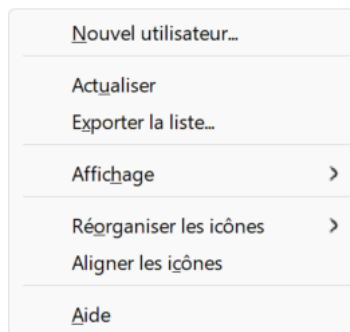 Nouvel utilisateur...
Actualiser
Exporter la liste...
Affichage
Réorganiser les icônes
Aligner les icônes
Aide